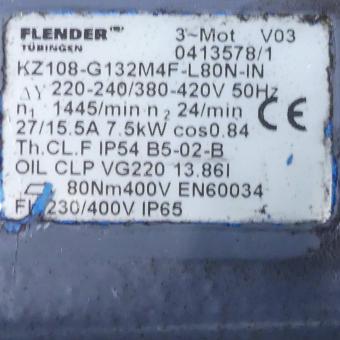 FLENDER 3~Mot V03
TÜBINGEN 0413578/1
KZ108-G132M4F-L80N-IN
ΔY 220-240/380-420V 50Hz
n1 1445/min n2 24/min
27/15.5A 7.5kW cos0.84 CE
Th.CL.F IP54 B5-02-B
OIL CLP VG220 13.86l
80Nm400V EN60034
230/400V IP65